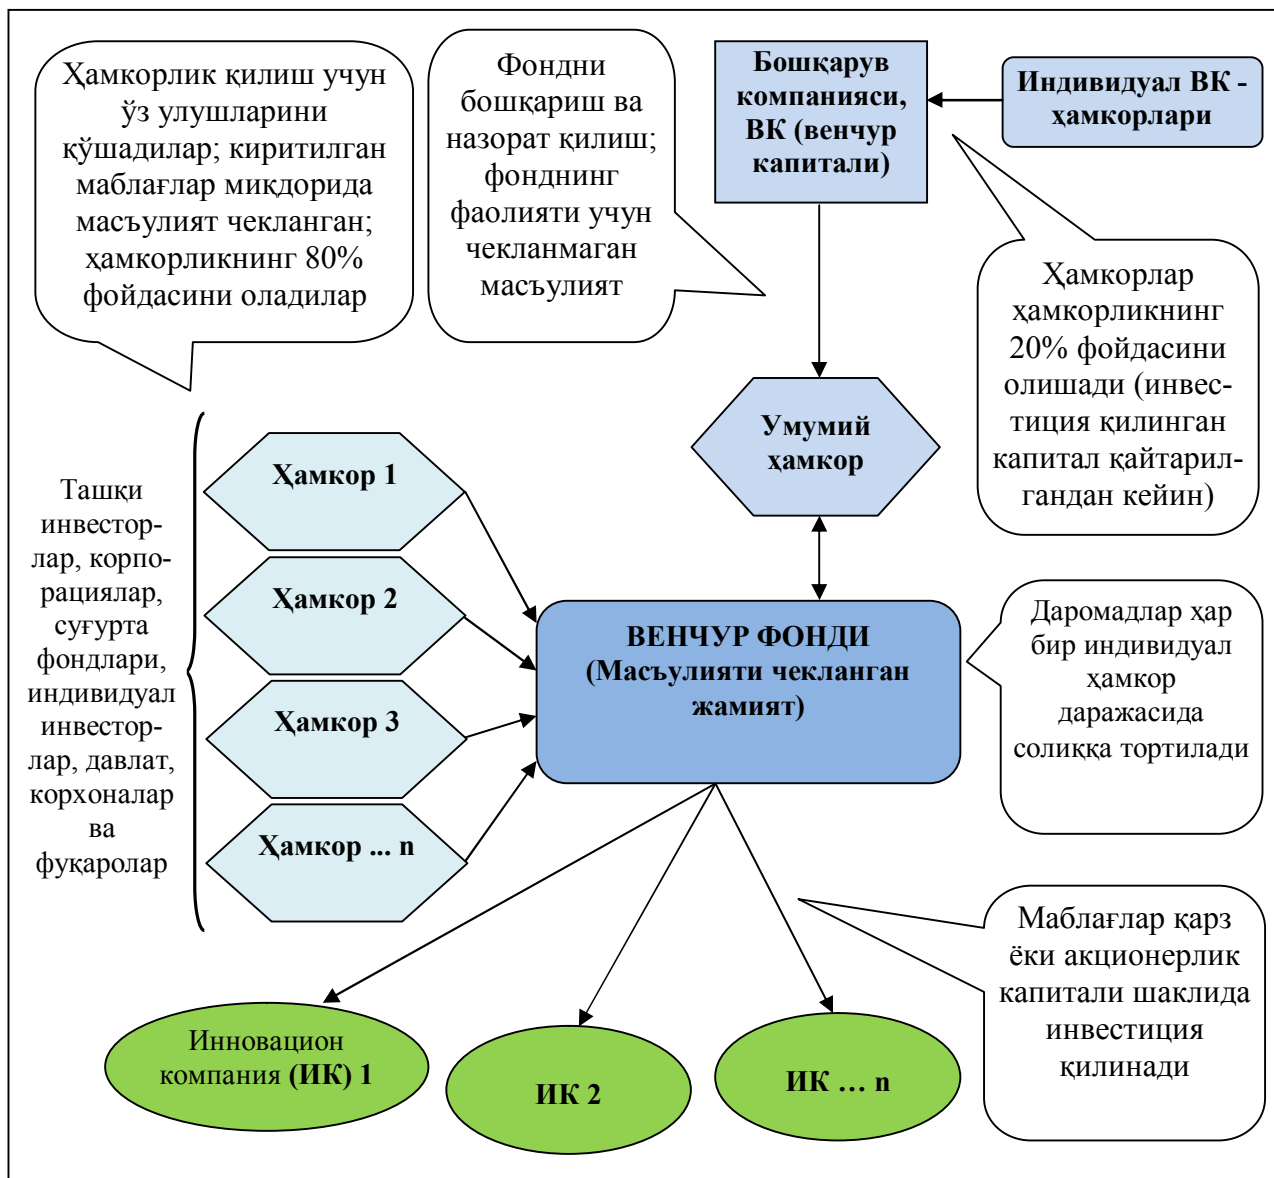 Ҳамкорлик қилиш учун
ўз улушларини
қўшадилар; киритилган
маблағлар миқдорида
масъулият чекланган;
ҳамкорликнинг 80%
фойдасини оладилар
Фондни
бошқариш ва
назорат қилиш;
фонднинг
фаолияти учун
чекланмаган
масъулият
Бошқарув
компанияси,
ВК (венчур
капитали)
Индивидуал ВК -
ҳамкорлари
Ҳамкорлар
ҳамкорликнинг
20% фойдасини
олишади (инвес-
тиция қилинган
капитал қайтарил-
гандан кейин)
Умумий
ҳамкор
Ташқи
инвестор-
лар, корпо-
рациялар,
суғурта
фондлари,
индивидуал
инвестор-
лар, давлат,
корхоналар
ва
фуқаролар
Ҳамкор 1
Ҳамкор 2
Ҳамкор 3
Ҳамкор ... n
ВЕНЧУР ФОНДИ
(Масъулияти чекланган
жамият)
Даромадлар ҳар
бир индивидуал
ҳамкор
даражасида
солиққа тортилади
Маблағлар қарз
ёки акционерлик
капитали шаклида
инвестиция
қилинади
Инновацион
компания (ИК) 1
ИК 2
ИК … n